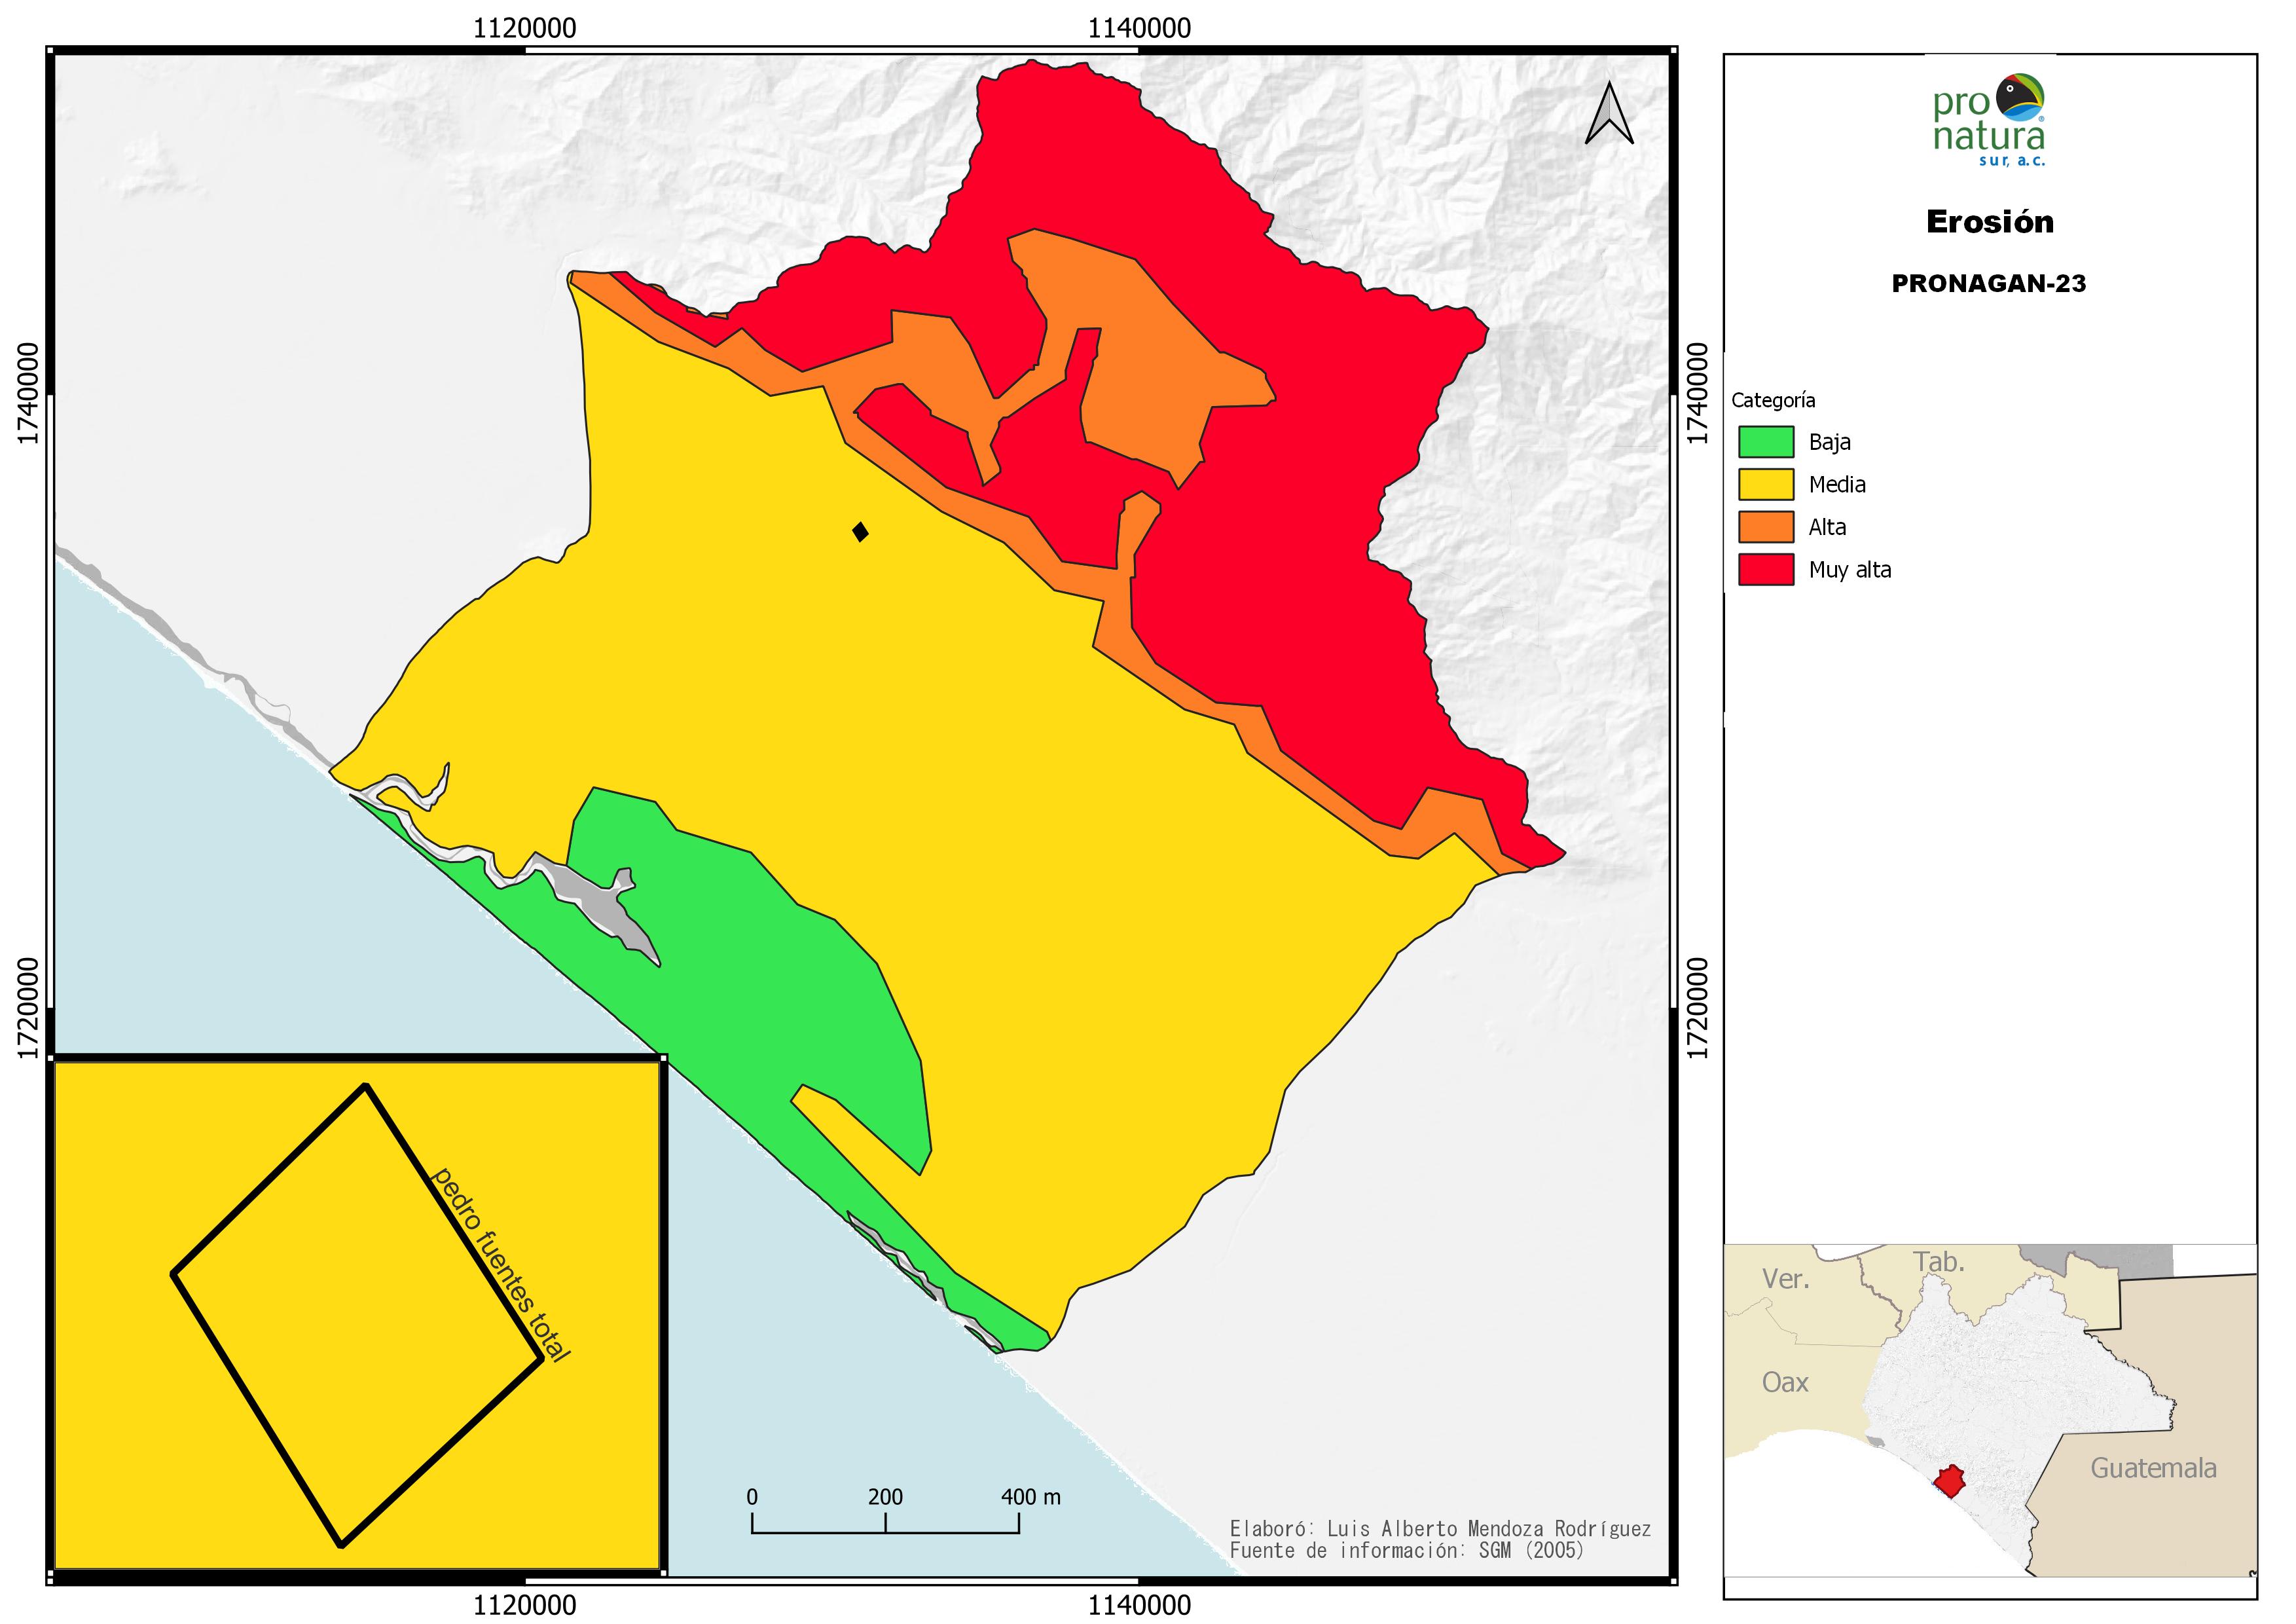 1120000
1140000
1740000
1740000
1720000
1720000
pedro fuentes total
0 200 400 m
Elaboró: Luis Alberto Mendoza Rodríguez
Fuente de información: SGM (2005)
1120000
1140000
pro
natura
sur, a.c.
Erosión
PRONAGAN-23
Categoría
Baja
Media
Alta
Muy alta
Ver.
Tab.
Oax
Guatemala